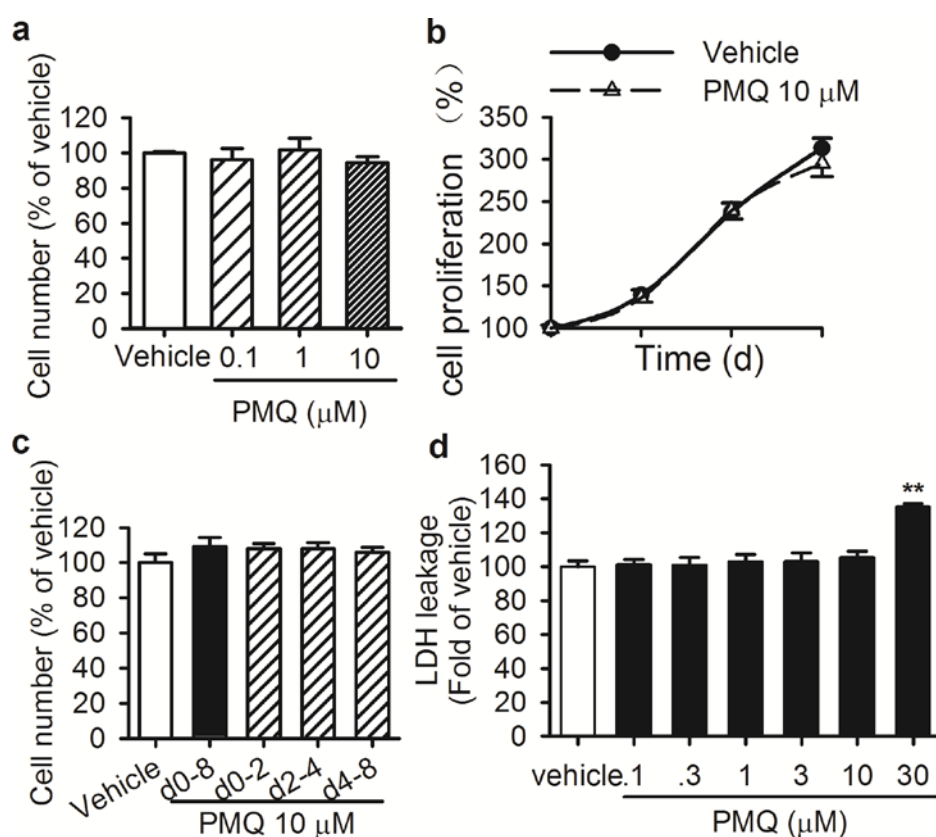 a
Cell number (% of vehicle)
120
100
80
60
40
20
0
Vehicle 0.1 1 10
PMQ (μM)
b
Vehicle
PMQ 10 μM
cell proliferation (%)
350
300
250
200
150
100
Time (d)
c
Cell number (% of vehicle)
120
100
80
60
40
20
0
Vehicle d0-8 d0-2 d2-4 d4-8
PMQ 10 μM
d
LDH leakage
(Fold of vehicle)
160
140
120
100
80
60
40
20
0
**
vehicle .1 .3 1 3 10 30
PMQ (μM)